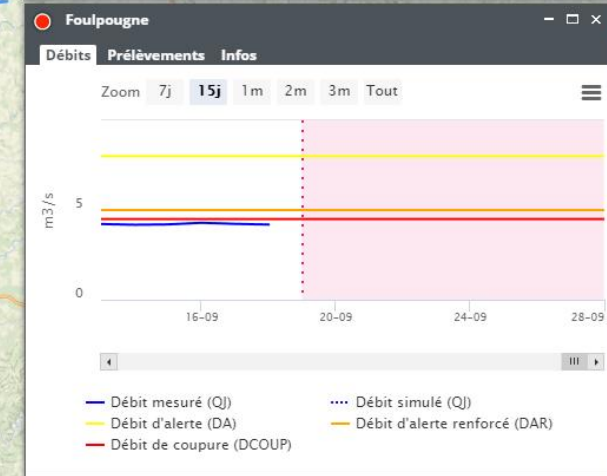 Foulpougne
Débits Prélèvements Infos
Zoom 7j 15j 1m 2m 3m Tout
m3/s
5
0
16-09 20-09 24-09 28-09
Débit mesuré (QJ) Débit simulé (QJ)
Débit d'alerte (DA) Débit d'alerte renforcé (DAR)
Débit de coupure (DCOUP)